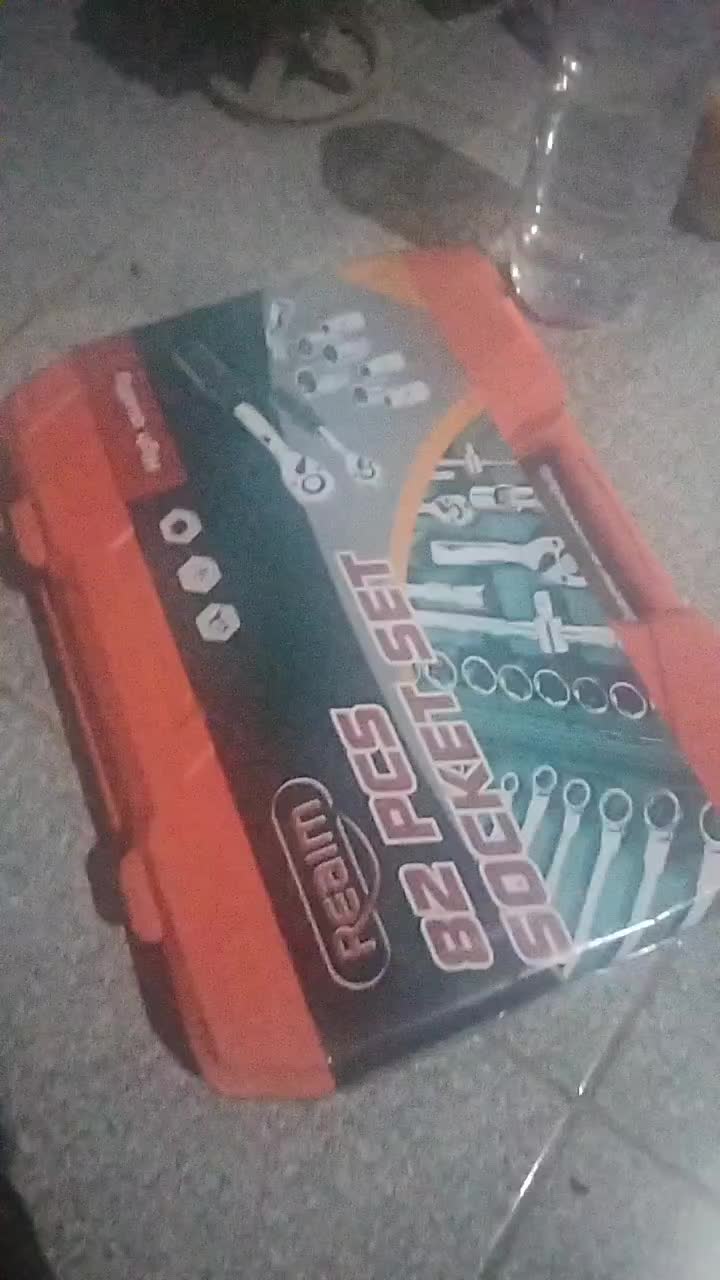 Realm
82 PCS
SOCKET SET